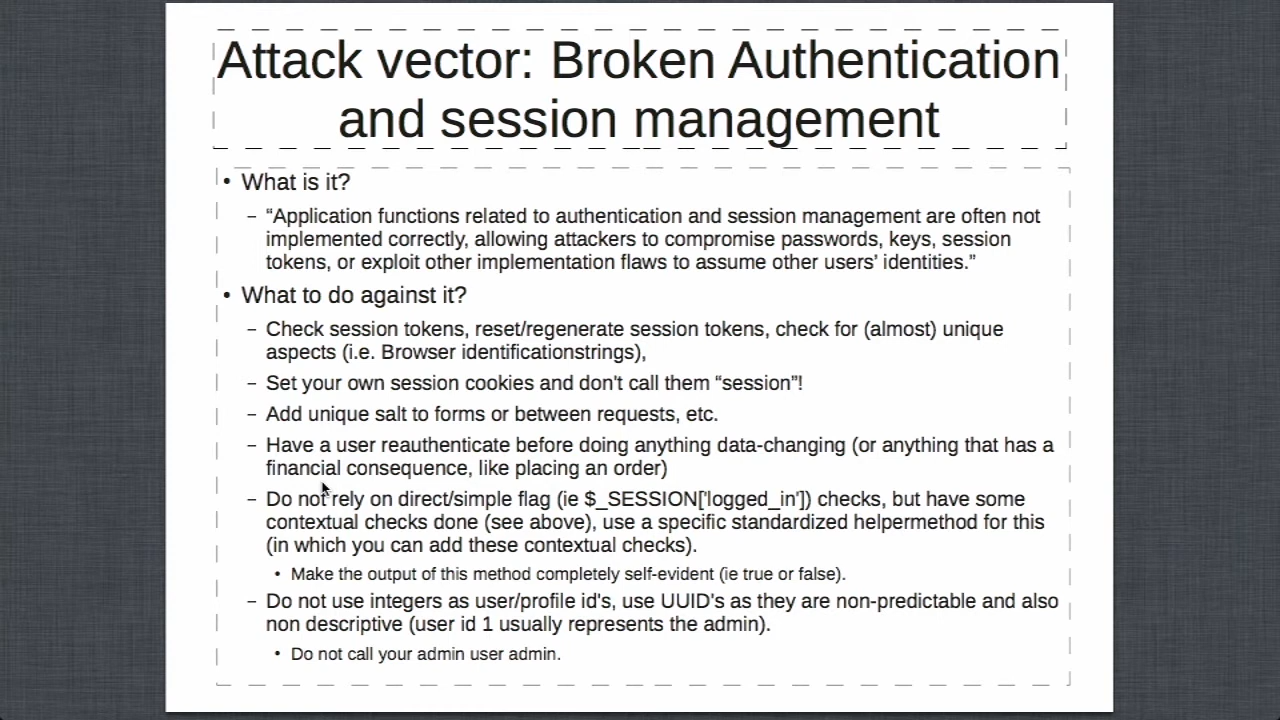 Attack vector: Broken Authentication
and session management
• What is it?
– “Application functions related to authentication and session management are often not
implemented correctly, allowing attackers to compromise passwords, keys, session
tokens, or exploit other implementation flaws to assume other users' identities.”
• What to do against it?
– Check session tokens, reset/regenerate session tokens, check for (almost) unique
aspects (i.e. Browser identificationstrings),
– Set your own session cookies and don't call them “session”!
– Add unique salt to forms or between requests, etc.
– Have a user reauthenticate before doing anything data-changing (or anything that has a
financial consequence, like placing an order)
– Do not rely on direct/simple flag (ie $_SESSION['logged_in']) checks, but have some
contextual checks done (see above), use a specific standardized helpermethod for this
(in which you can add these contextual checks).
• Make the output of this method completely self-evident (ie true or false).
– Do not use integers as user/profile id's, use UUID's as they are non-predictable and also
non descriptive (user id 1 usually represents the admin).
• Do not call your admin user admin.